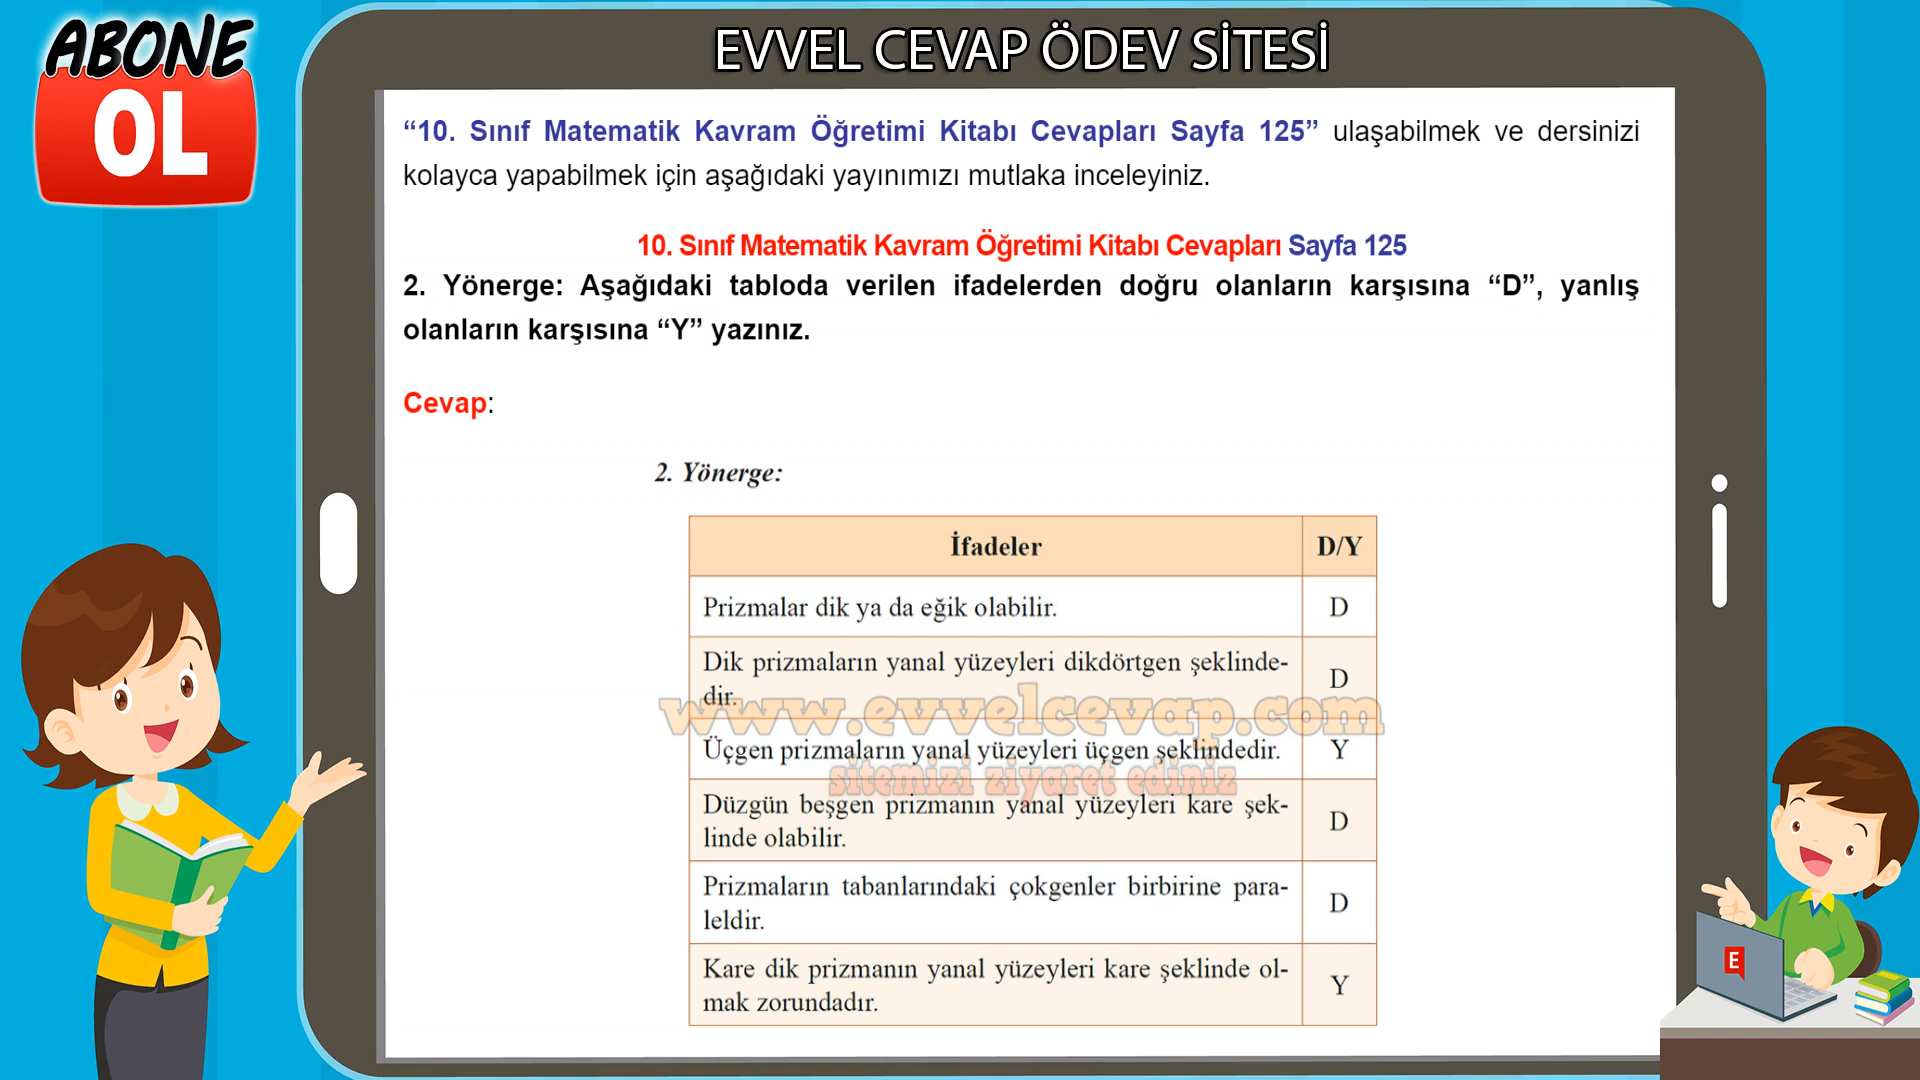 ABONE
OL
EVVEL CEVAP ÖDEV SİTESİ
“10. Sınıf Matematik Kavram Öğretimi Kitabı Cevapları Sayfa 125” ulaşabilmek ve dersinizi
kolayca yapabilmek için aşağıdaki yayınımızı mutlaka inceleyiniz.
10. Sınıf Matematik Kavram Öğretimi Kitabı Cevapları Sayfa 125
2. Yönerge: Aşağıdaki tabloda verilen ifadelerden doğru olanların karşısına “D”, yanlış
olanların karşısına “Y” yazınız.
Cevap:
2. Yönerge:
İfadeler D/Y
Prizmalar dik ya da eğik olabilir. D
Dik prizmaların yanal yüzeyleri dikdörtgen şeklinde-
dir. D
www.evvelcevap.com
Üçgen prizmaların yanal yüzeyleri üçgen şeklindedir. Y
sitemizi ziyaret ediniz
Düzgün beşgen prizmanın yanal yüzeyleri kare şek-
linde olabilir. D
Prizmaların tabanlarındaki çokgenler birbirine para-
leldir. D
Kare dik prizmanın yanal yüzeyleri kare şeklinde ol-
mak zorundadır. Y
E